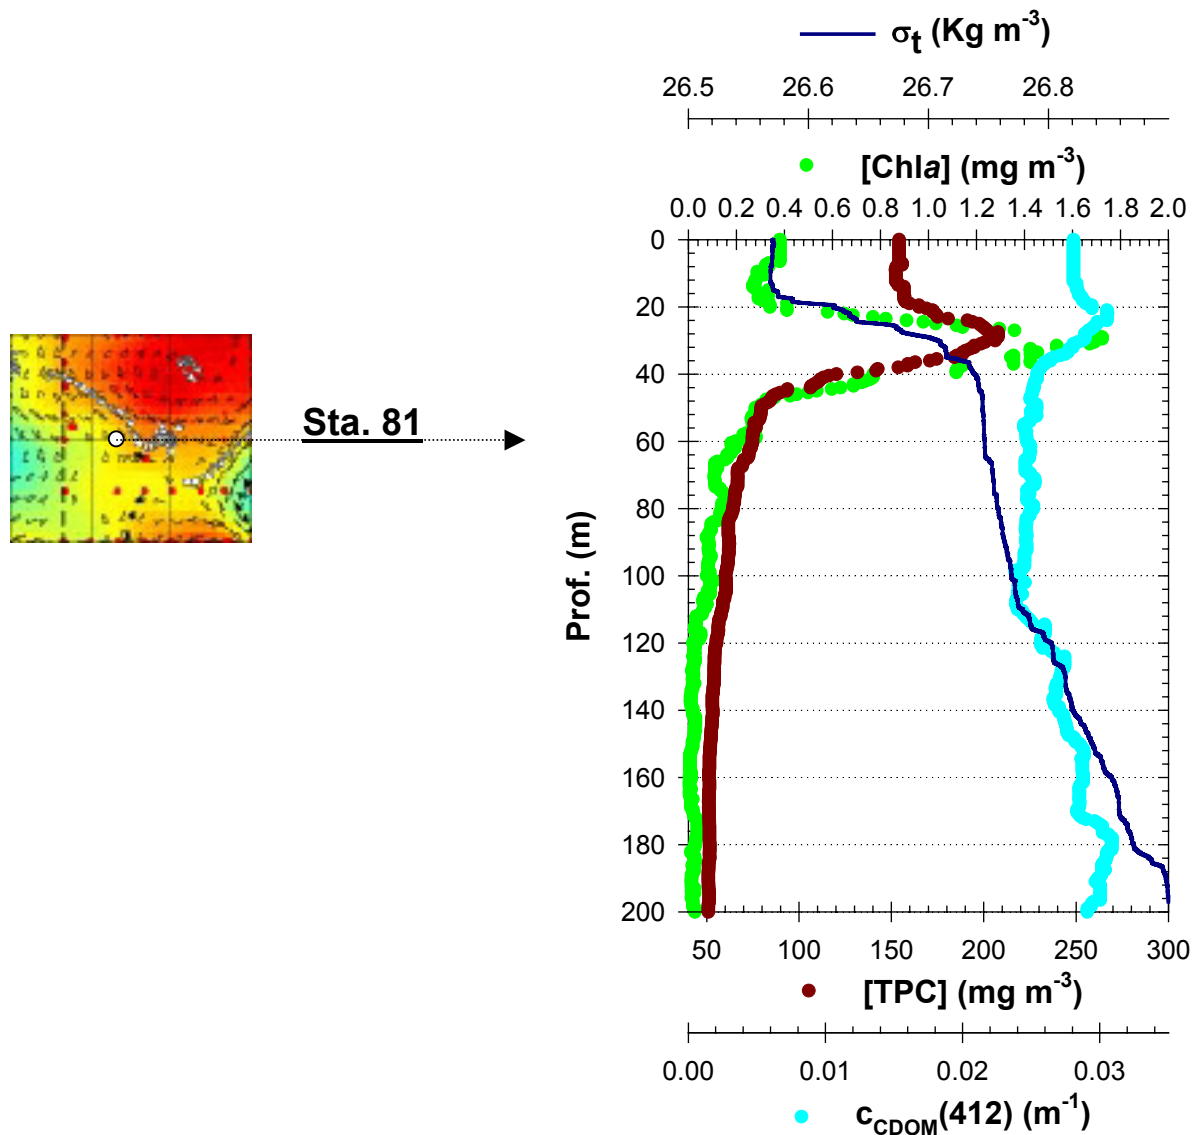 σt (Kg m-3)
26.5 26.6 26.7 26.8
[Chla] (mg m-3)
0.0 0.2 0.4 0.6 0.8 1.0 1.2 1.4 1.6 1.8 2.0
0
20
40
60
80
100
120
140
160
180
200
Prof. (m)
Sta. 81
50 100 150 200 250 300
[TPC] (mg m-3)
0.00 0.01 0.02 0.03
cCDOM(412) (m-1)